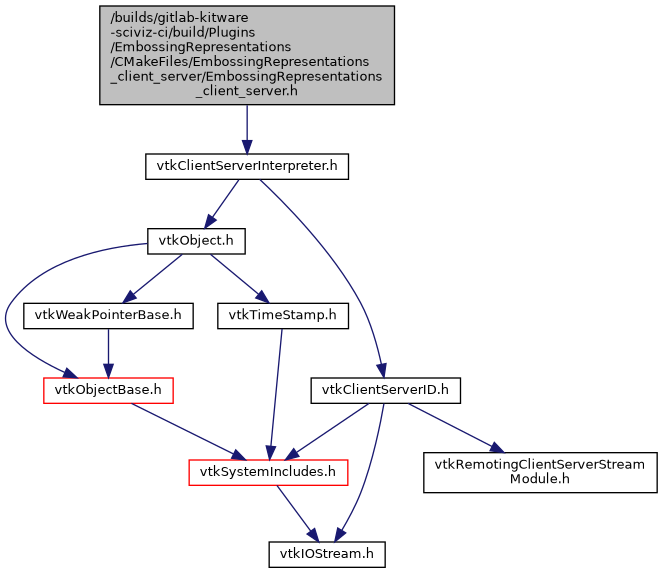 /builds/gitlab-kitware
-sciviz-ci/build/Plugins
/EmbossingRepresentations
/CMakeFiles/EmbossingRepresentations
_client_server/EmbossingRepresentations
_client_server.h
vtkClientServerInterpreter.h
vtkObject.h
vtkWeakPointerBase.h
vtkTimeStamp.h
vtkObjectBase.h
vtkClientServerID.h
vtkSystemIncludes.h
vtkRemotingClientServerStream
Module.h
vtkIOStream.h